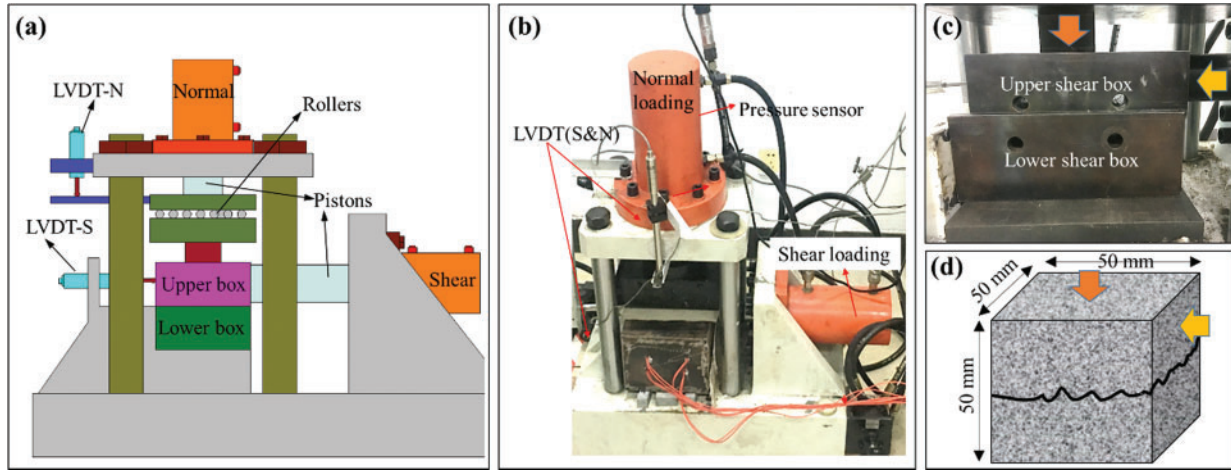 (a)
Normal
LVDT-N
Rollers
Pistons
LVDT-S
Upper box
Shear
Lower box
(b)
Normal
loading
Pressure sensor
LVDT(S&N)
Shear loading
(c)
Upper shear box
Lower shear box
(d)
50 mm
50 mm
50 mm